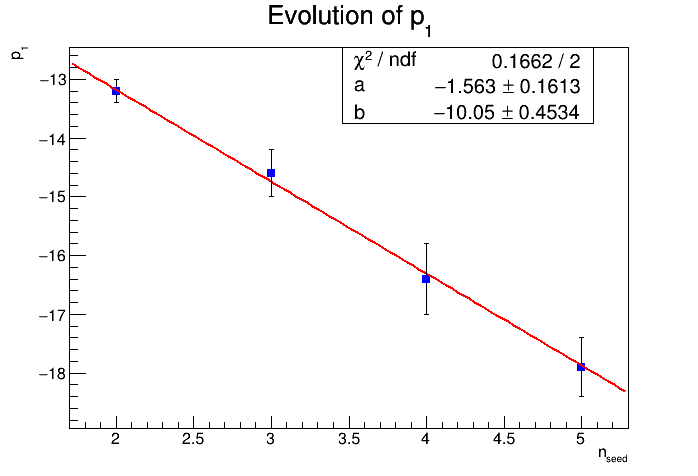 Evolution of p₁
p₁
χ² / ndf 0.1662 / 2
a −1.563 ± 0.1613
b −10.05 ± 0.4534
−13
−14
−15
−16
−17
−18
2 2.5 3 3.5 4 4.5 5
n_seed